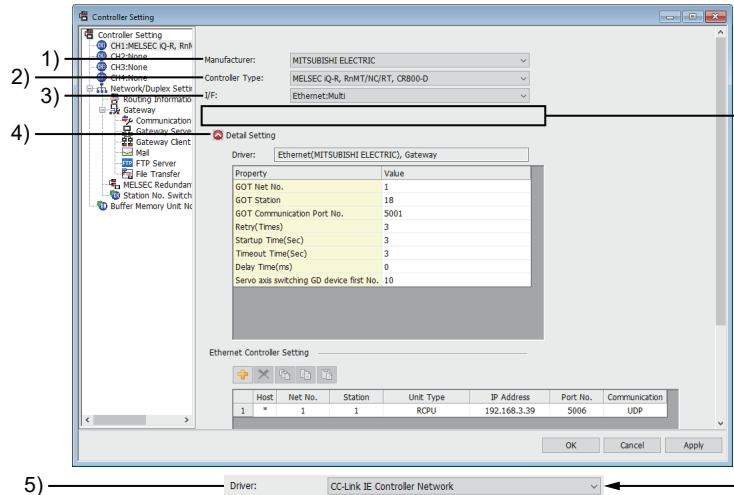 Controller Setting
Controller Setting
CH1:MELSEC iQ-R, RnM
CH2:None
CH3:None
CH4:None
Network/Duplex Settin
Routing Informatio
Gateway
Communication
Gateway Serve
Gateway Client
Mail
FTP FTP Server
File Transfer
MELSEC Redundan
Station No. Switch
Buffer Memory Unit No
1)
Manufacturer: MITSUBISHI ELECTRIC
2)
Controller Type: MELSEC iQ-R, RnMT/NC/RT, CR800-D
3)
I/F: Ethernet:Multi
4)
Detail Setting
Driver: Ethernet(MITSUBISHI ELECTRIC), Gateway
Property Value
GOT Net No. 1
GOT Station 18
GOT Communication Port No. 5001
Retry(Times) 3
Startup Time(Sec) 3
Timeout Time(Sec) 3
Delay Time(ms) 0
Servo axis switching GD device first No. 10
Ethernet Controller Setting
Host Net No. Station Unit Type IP Address Port No. Communication
1 * 1 1 RCPU 192.168.3.39 5006 UDP
OK Cancel Apply
5)
Driver: CC-Link IE Controller Network